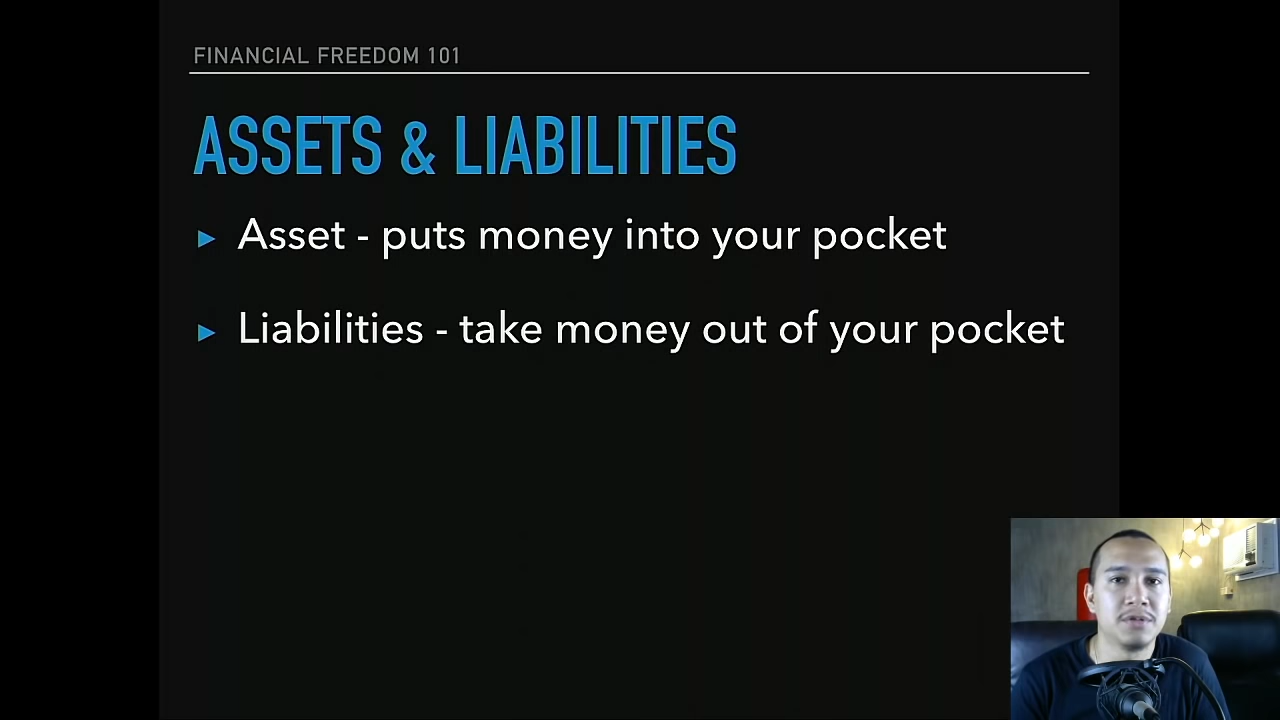 FINANCIAL FREEDOM 101
ASSETS & LIABILITIES
▸ Asset - puts money into your pocket
▸ Liabilities - take money out of your pocket